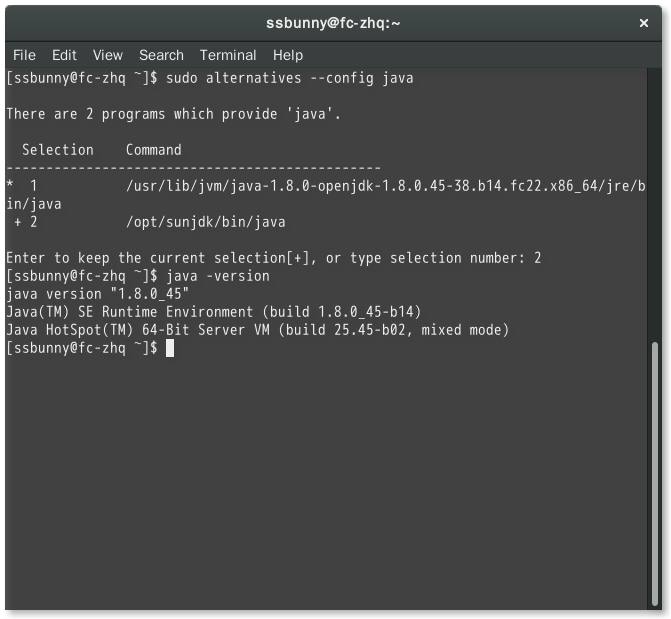 ssbunny@fc-zhq:~ ×
File Edit View Search Terminal Help
[ssbunny@fc-zhq ~]$ sudo alternatives --config java
There are 2 programs which provide 'java'.
  Selection    Command
-----------------------------------------------
*  1           /usr/lib/jvm/java-1.8.0-openjdk-1.8.0.45-38.b14.fc22.x86_64/jre/b
in/java
 + 2           /opt/sunjdk/bin/java
Enter to keep the current selection[+], or type selection number: 2
[ssbunny@fc-zhq ~]$ java -version
java version "1.8.0_45"
Java(TM) SE Runtime Environment (build 1.8.0_45-b14)
Java HotSpot(TM) 64-Bit Server VM (build 25.45-b02, mixed mode)
[ssbunny@fc-zhq ~]$